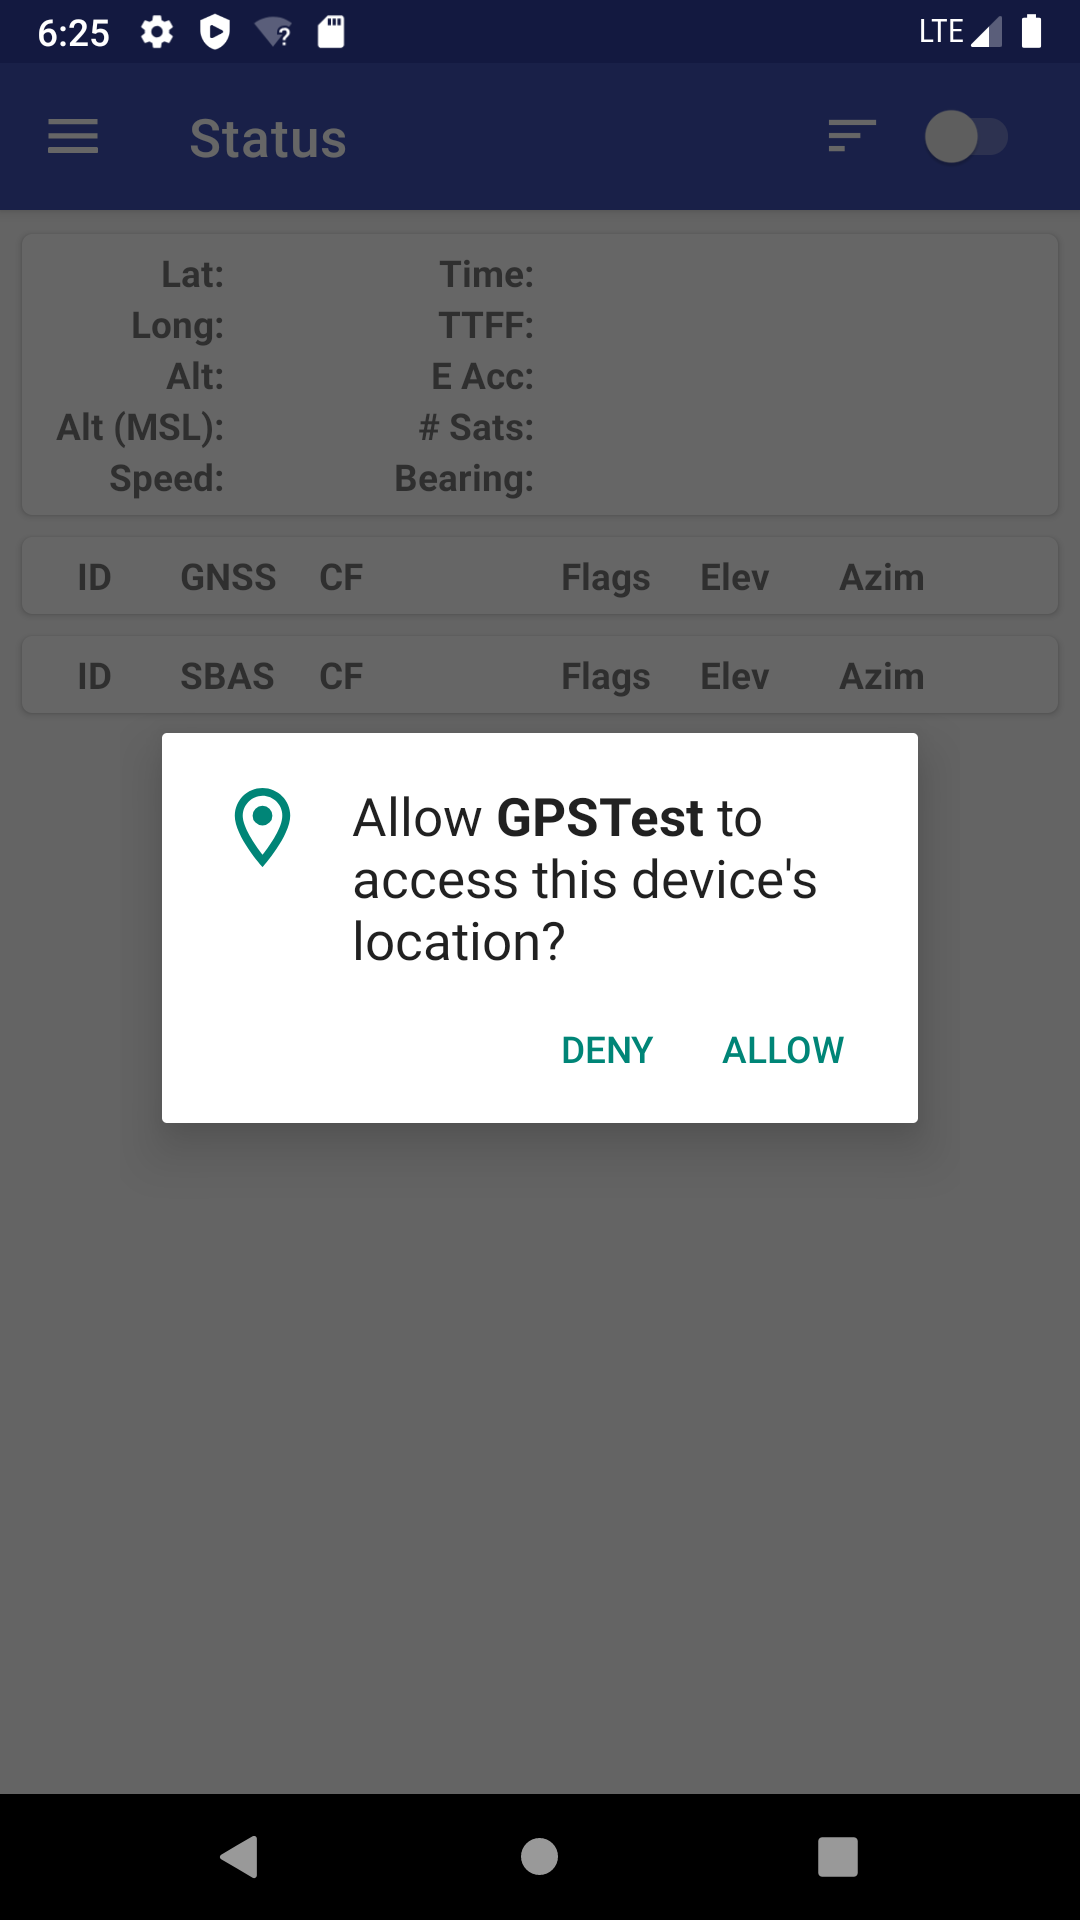 6:25 LTE
Status
Lat: Time:
Long: TTFF:
Alt: E Acc:
Alt (MSL): # Sats:
Speed: Bearing:
ID GNSS CF Flags Elev Azim
ID SBAS CF Flags Elev Azim
Allow GPSTest to
access this device's
location?
DENY ALLOW